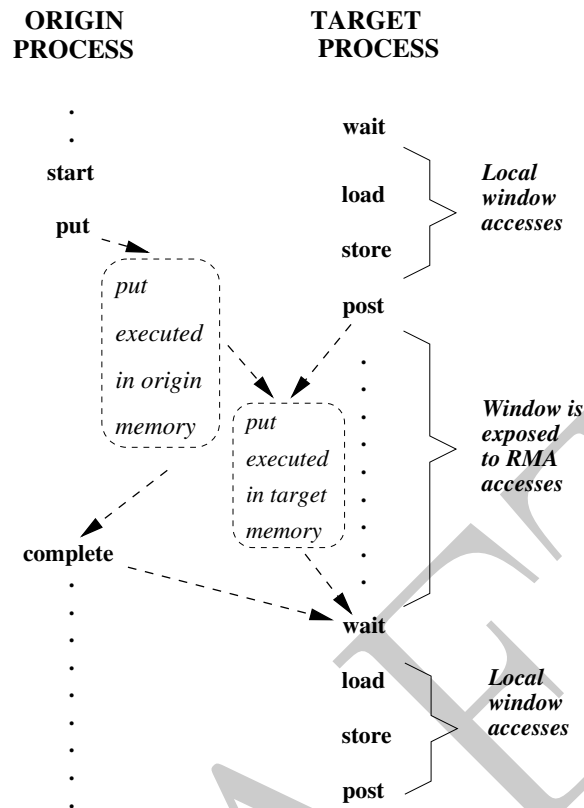 ORIGIN
PROCESS
TARGET
PROCESS
start
put
put
executed
in origin
memory
complete
wait
load
store
post
put
executed
in target
memory
wait
load
store
post
Local
window
accesses
Window is
exposed
to RMA
accesses
Local
window
accesses